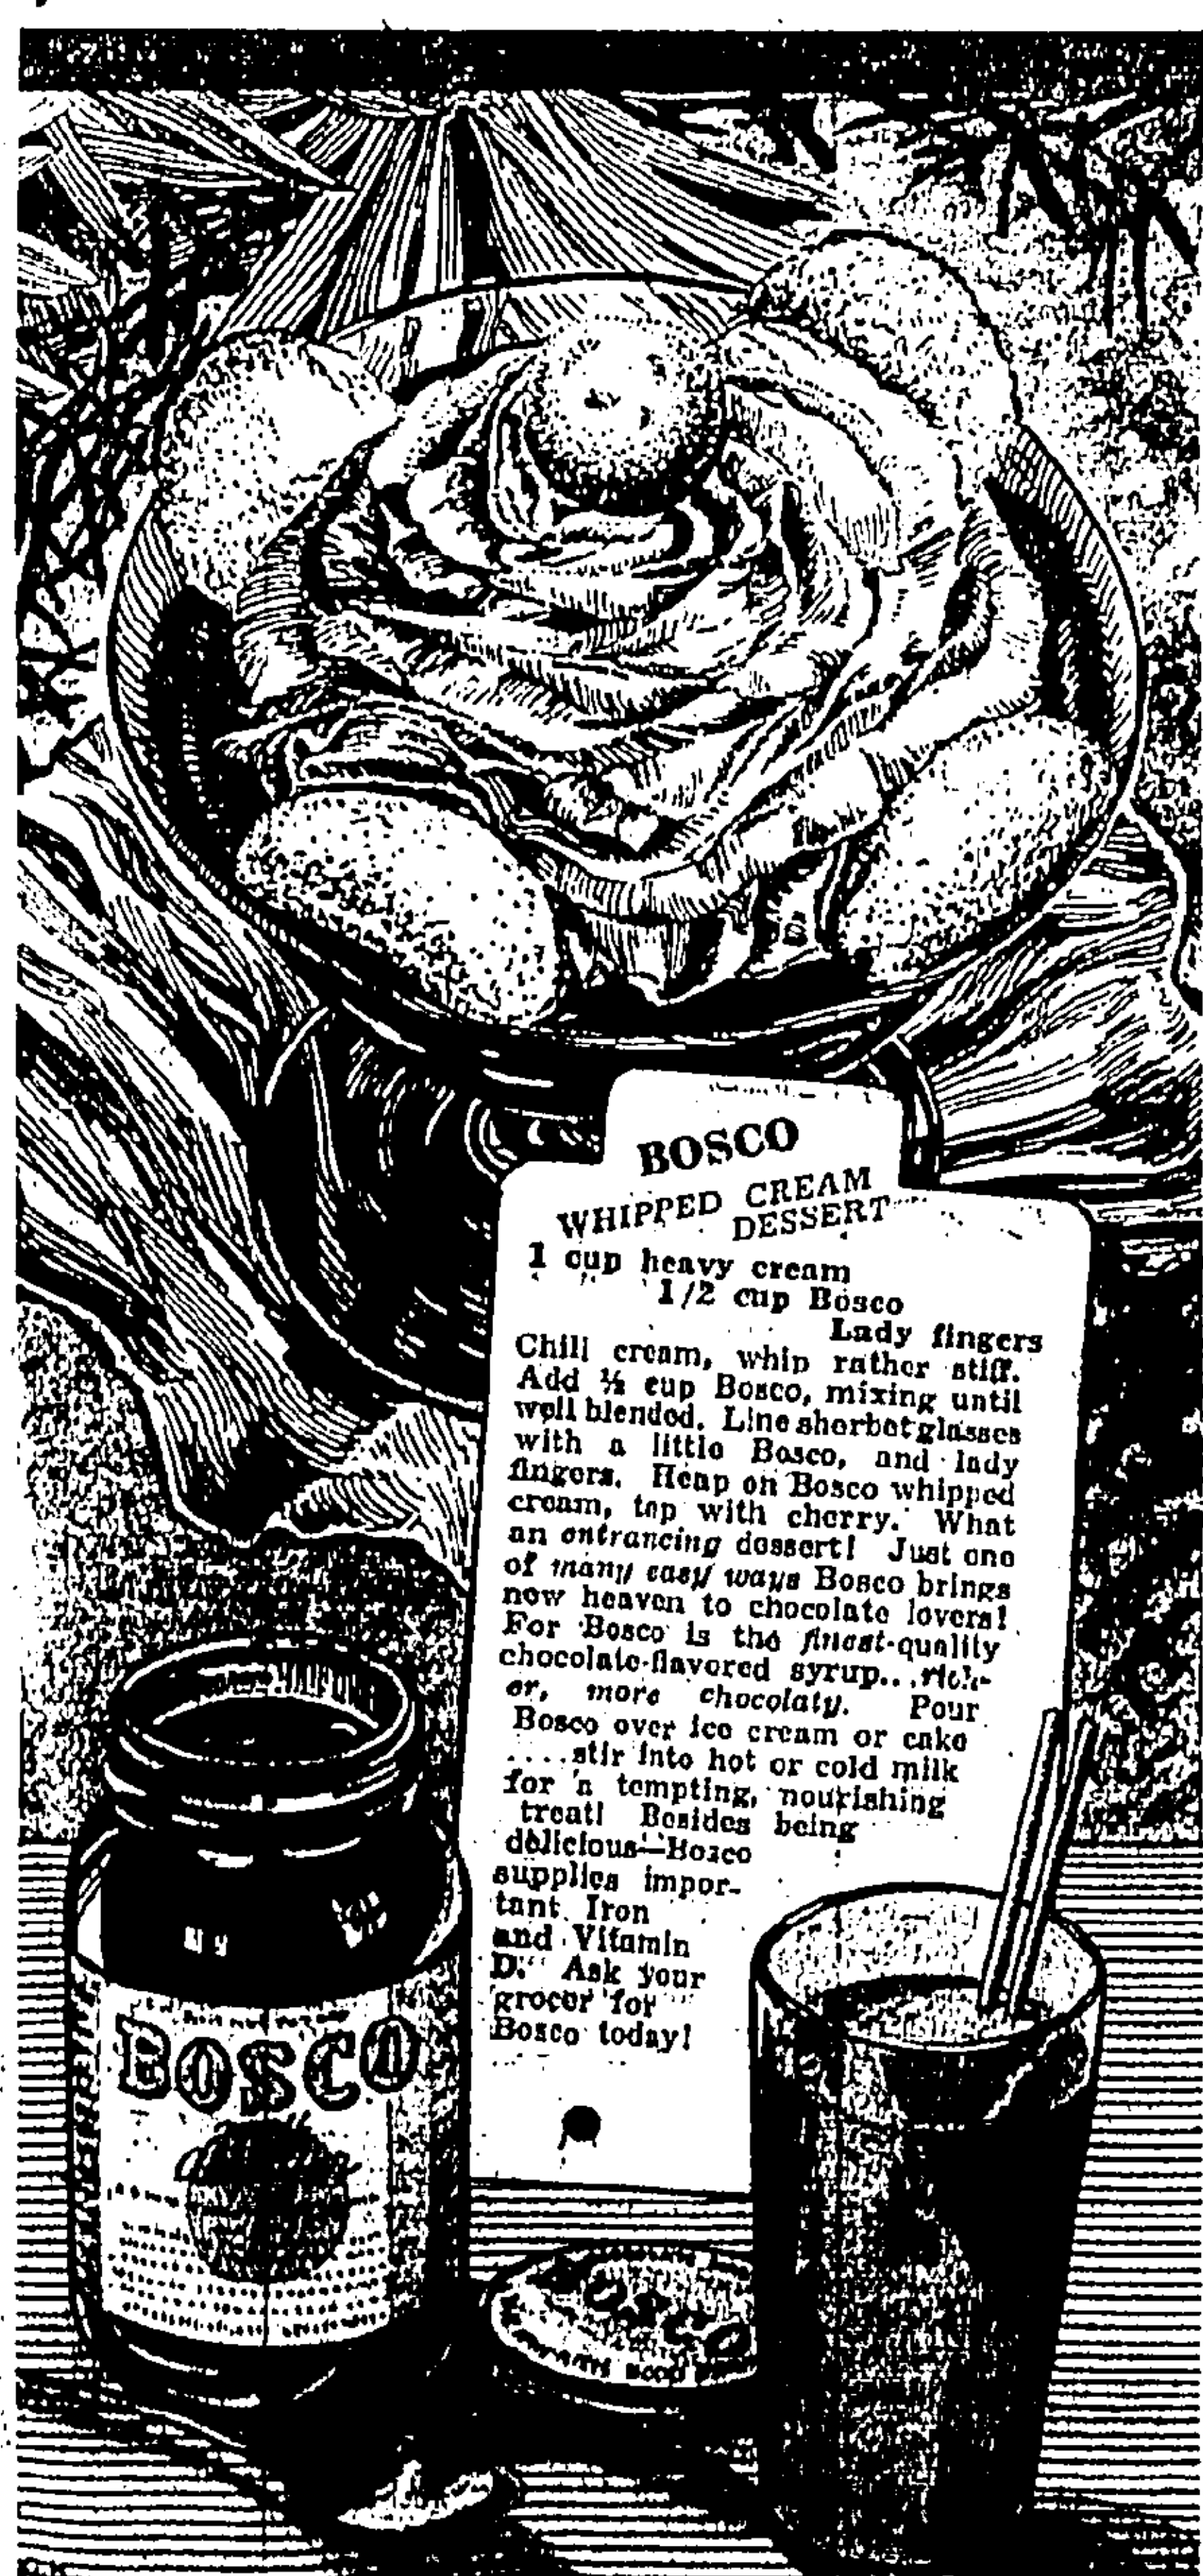 BOSCO
WHIPPED CREAM
DESSERT
1 cup heavy cream
1/2 cup Bosco
Lady fingers
Chill cream, whip rather stiff.
Add ½ cup Bosco, mixing until
well blended. Line sherbet glasses
with a little Bosco, and lady
fingers. Heap on Bosco whipped
cream, top with cherry. What
an entrancing dessert! Just one
of many easy ways Bosco brings
new heaven to chocolate lovers!
For Bosco is the finest-quality
chocolate-flavored syrup...rich-
er, more chocolaty. Pour
Bosco over ice cream or cake
....stir into hot or cold milk
for a tempting, nourishing
treat! Besides being
delicious—Bosco
supplies impor-
tant Iron
and Vitamin
D. Ask your
grocer for
Bosco today!
BOSCO